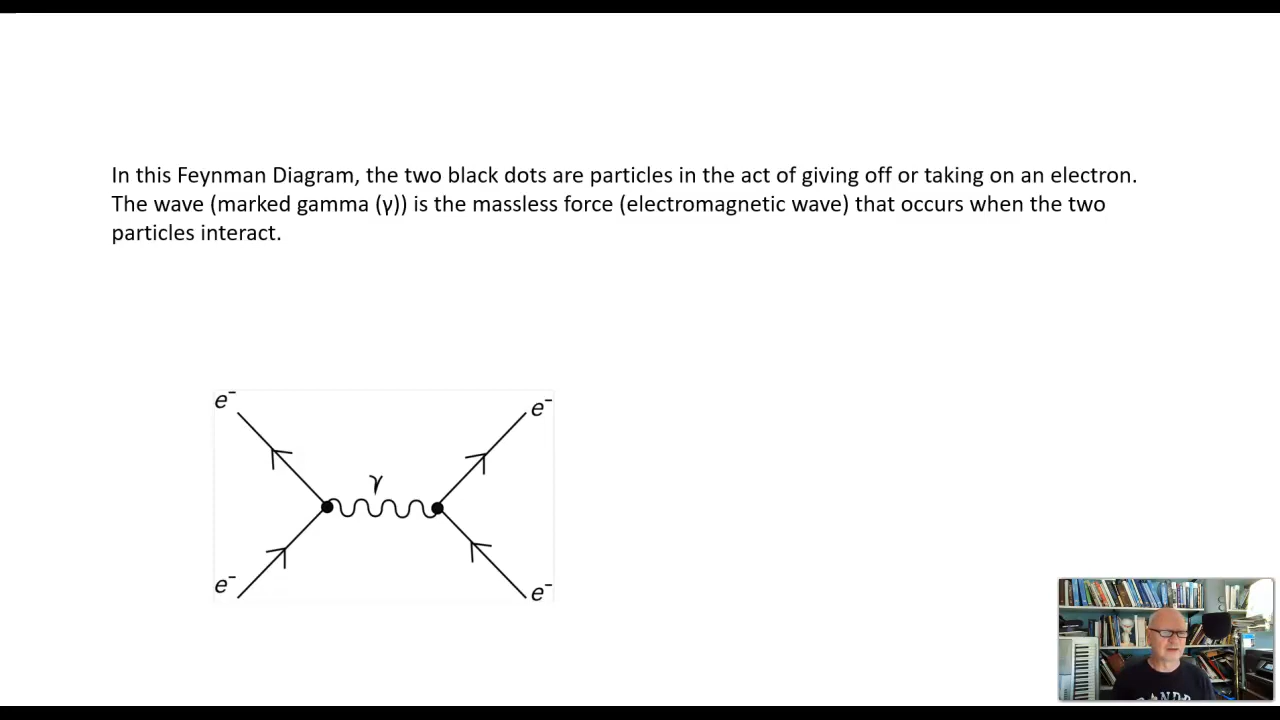 In this Feynman Diagram, the two black dots are particles in the act of giving off or taking on an electron.
The wave (marked gamma (γ)) is the massless force (electromagnetic wave) that occurs when the two
particles interact.
e⁻
e⁻
γ
e⁻
e⁻